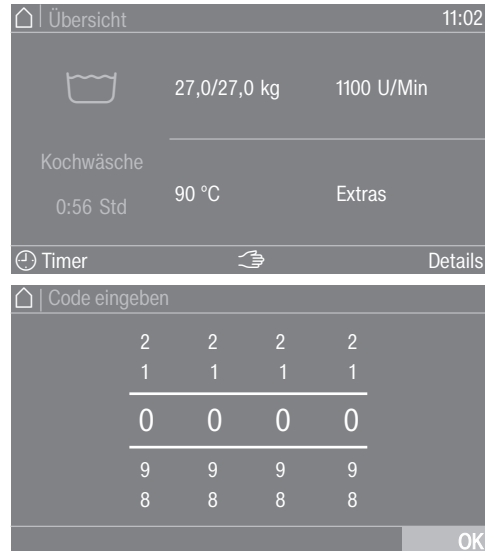 Übersicht 11:02
27,0/27,0 kg 1100 U/Min
Kochwäsche
0:56 Std
90 °C Extras
Timer Details
Code eingeben
2 2 2 2
1 1 1 1
0 0 0 0
9 9 9 9
8 8 8 8
OK